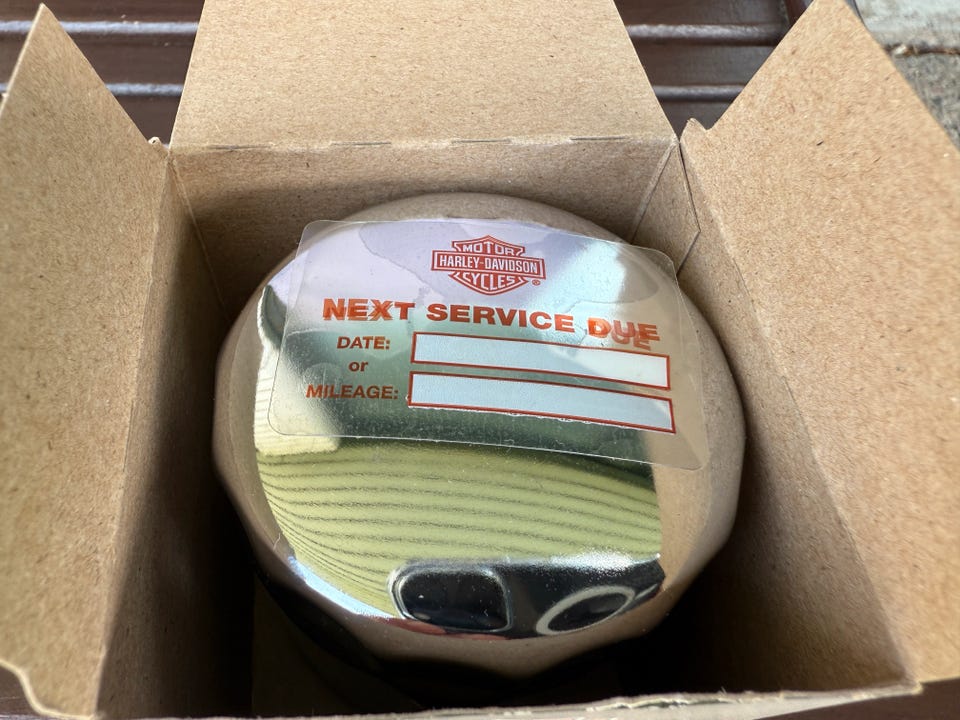 MOTOR
HARLEY-DAVIDSON
CYCLES
®
NEXT SERVICE DUE
DATE:
or
MILEAGE: